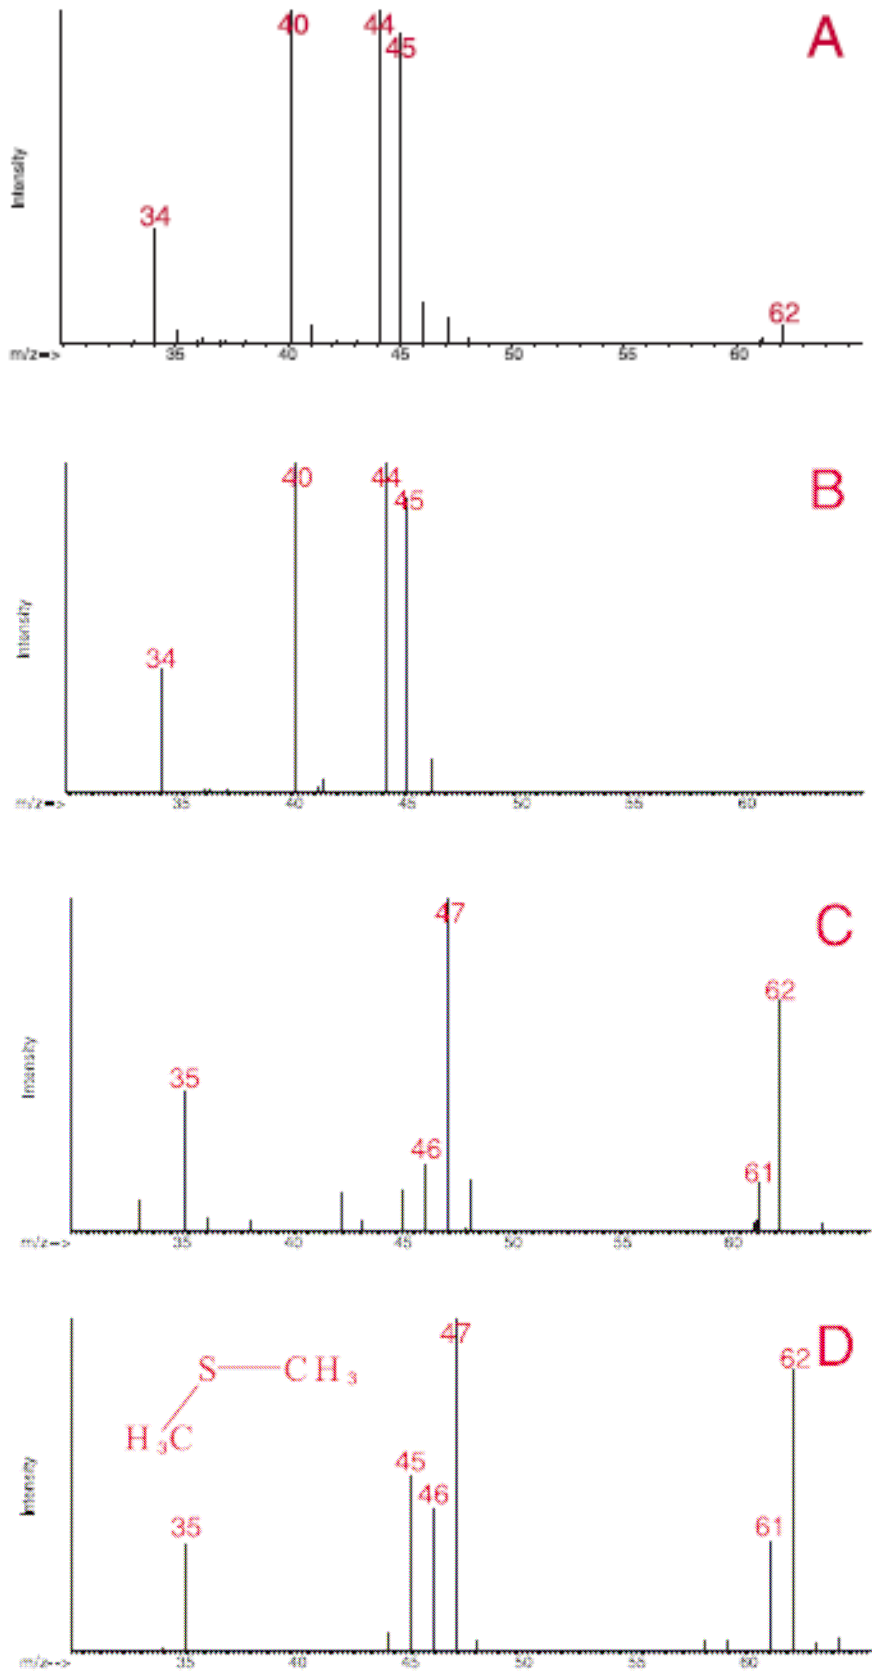 40 44 A
45
Intensity
34
62
m/z=> 35 40 45 50 55 60
40 44 B
45
Intensity
34
m/z=> 35 40 45 50 55 60
47 C
62
Intensity
35
46
61
m/z--> 35 40 45 50 55 60
47 D
62
S CH3
H3C
45
46
Intensity
35 61
m/z--> 35 40 45 50 55 60